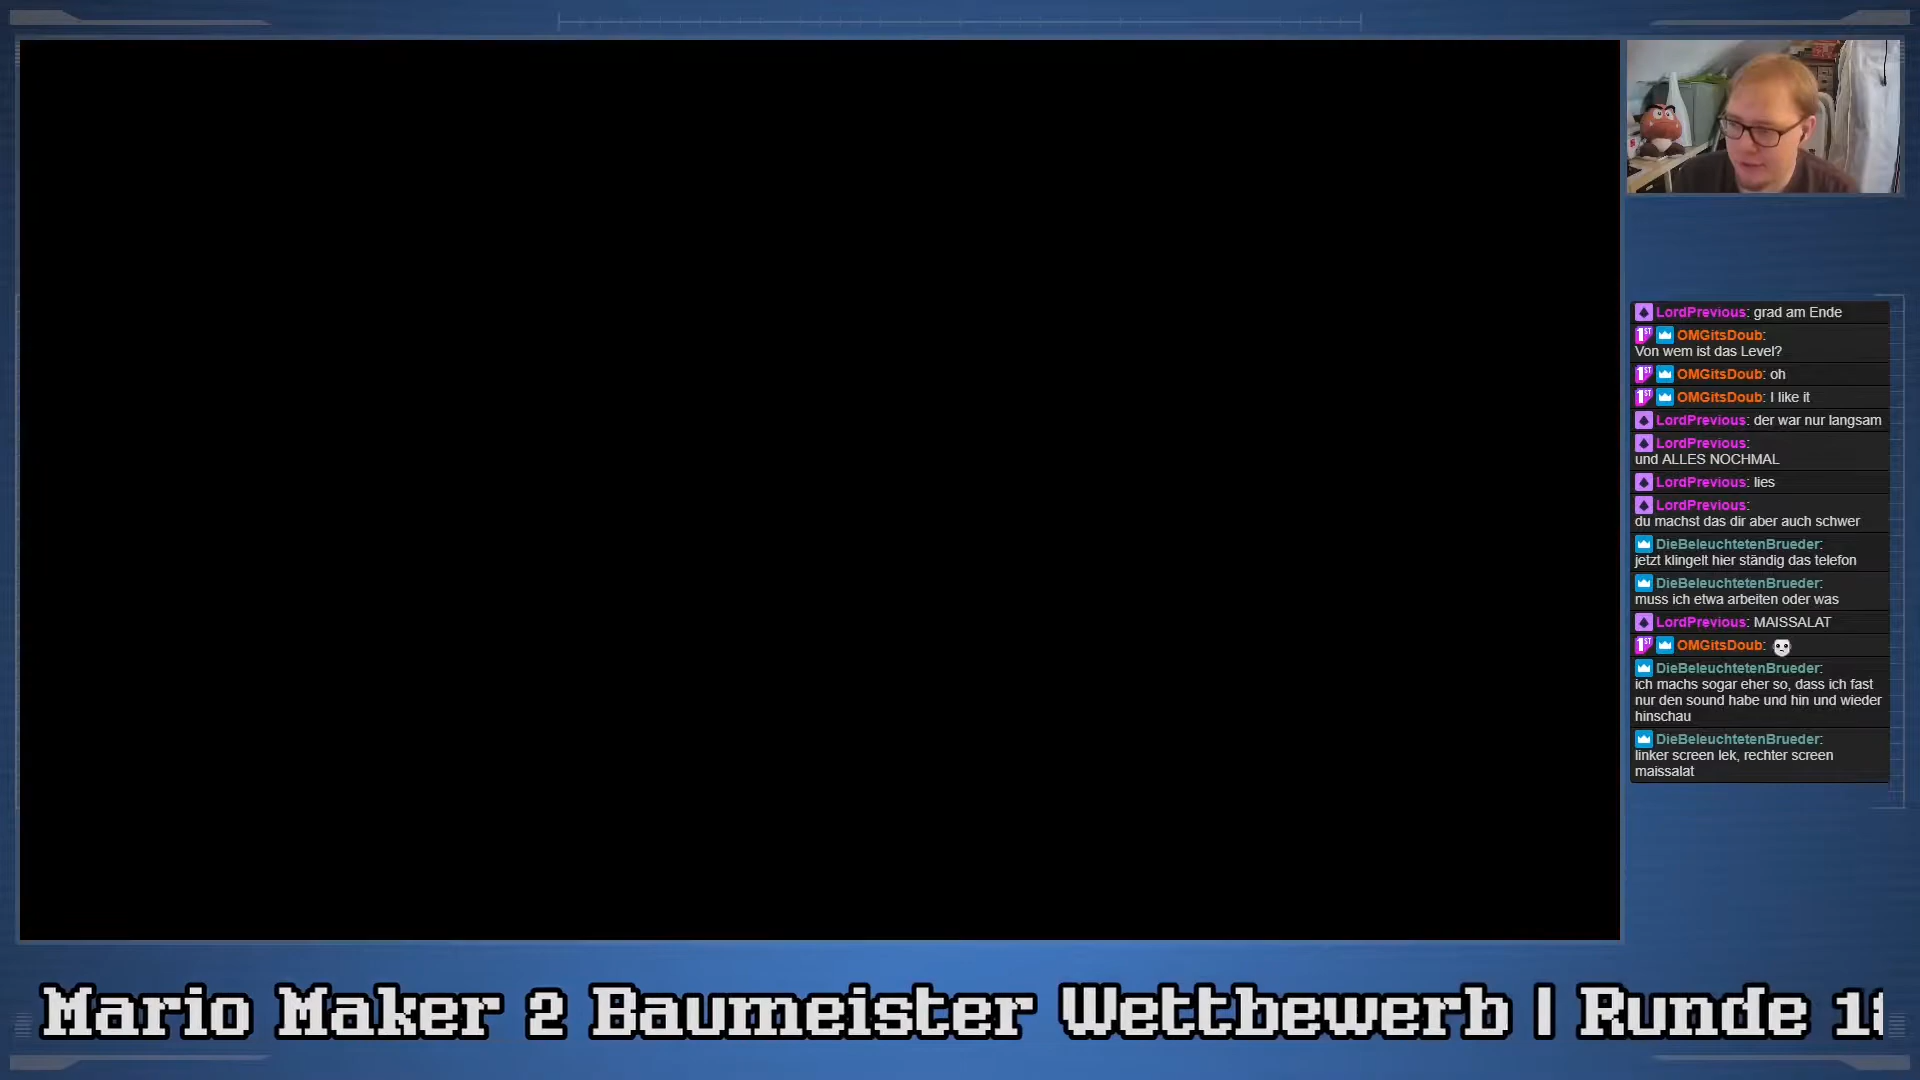 LordPrevious: grad am Ende
1ST OMGitsDoub:
Von wem ist das Level?
1ST OMGitsDoub: oh
1ST OMGitsDoub: I like it
LordPrevious: der war nur langsam
LordPrevious:
und ALLES NOCHMAL
LordPrevious: lies
LordPrevious:
du machst das dir aber auch schwer
DieBeleuchtetenBrueder:
jetzt klingelt hier ständig das telefon
DieBeleuchtetenBrueder:
muss ich etwa arbeiten oder was
LordPrevious: MAISSALAT
1ST OMGitsDoub:
DieBeleuchtetenBrueder:
ich machs sogar eher so, dass ich fast
nur den sound habe und hin und wieder
hinschau
DieBeleuchtetenBrueder:
linker screen lek, rechter screen
maissalat
Mario Maker 2 Baumeister Wettbewerb | Runde